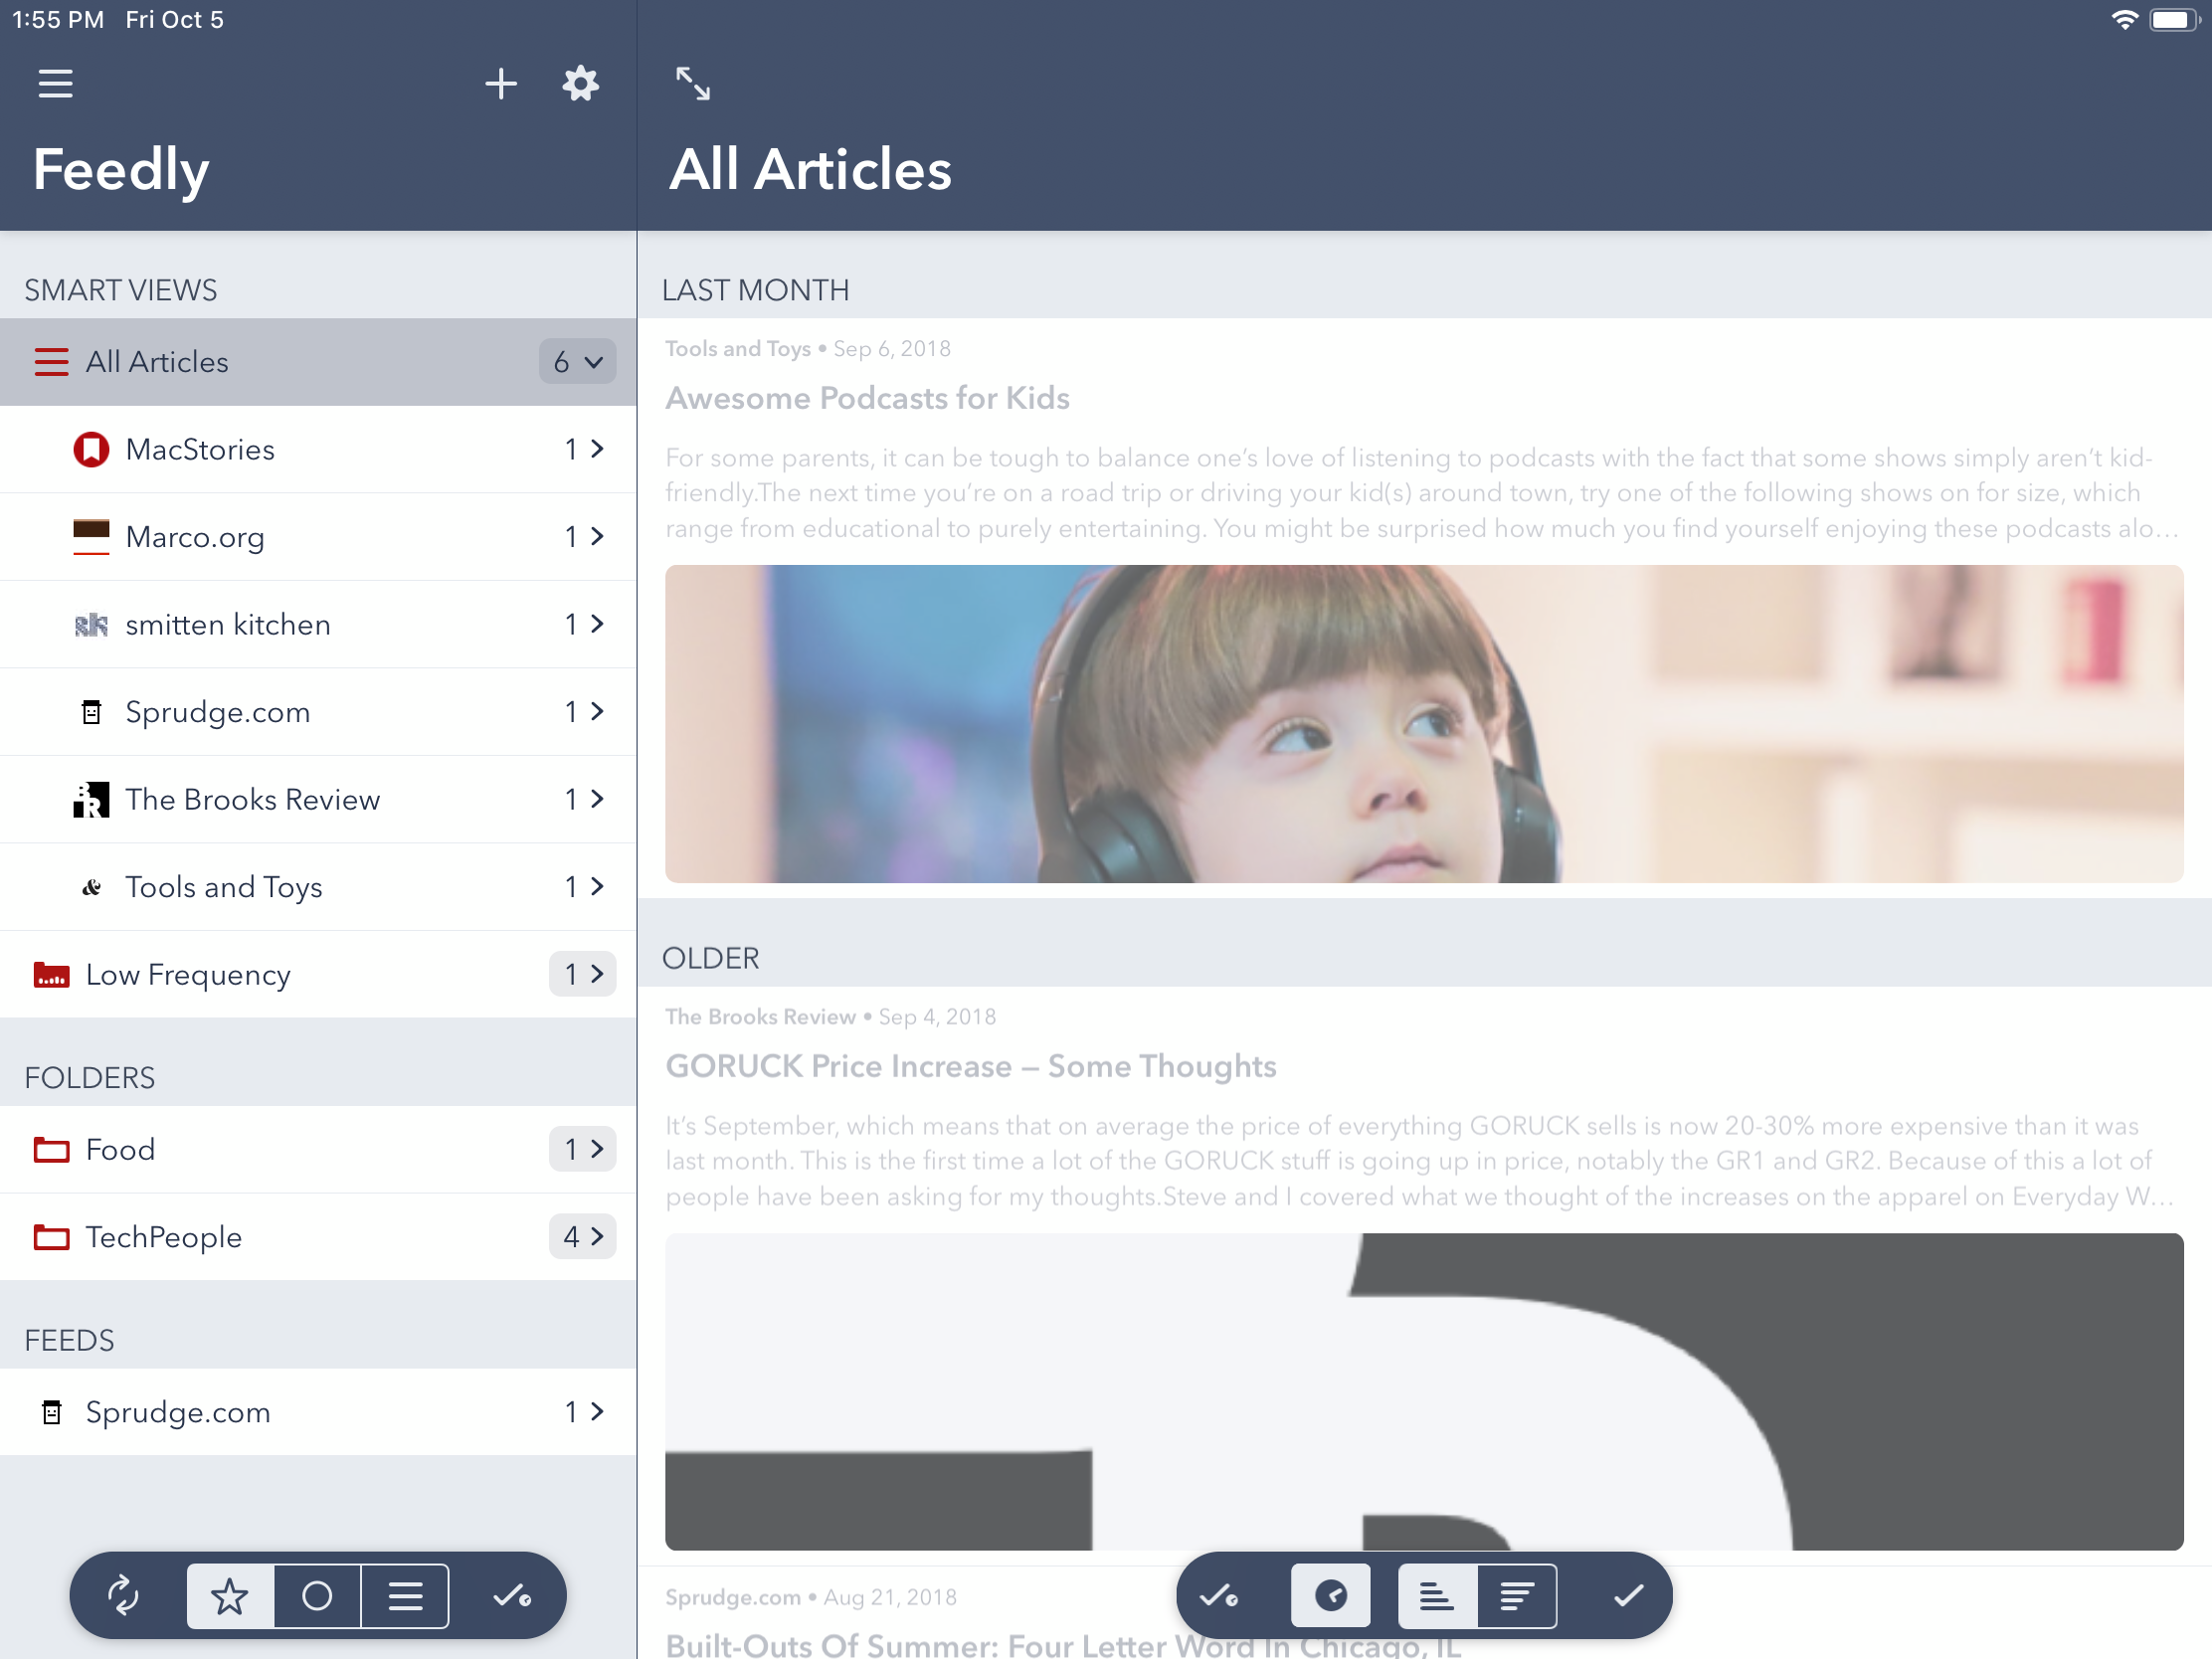 1:55 PM Fri Oct 5
Feedly
SMART VIEWS
All Articles 6
MacStories 1
Marco.org 1
sk smitten kitchen 1
Sprudge.com 1
BR The Brooks Review 1
& Tools and Toys 1
Low Frequency 1
FOLDERS
Food 1
TechPeople 4
FEEDS
Sprudge.com 1
All Articles
LAST MONTH
Tools and Toys • Sep 6, 2018
Awesome Podcasts for Kids
For some parents, it can be tough to balance one’s love of listening to podcasts with the fact that some shows simply aren’t kid-
friendly.The next time you’re on a road trip or driving your kid(s) around town, try one of the following shows on for size, which
range from educational to purely entertaining. You might be surprised how much you find yourself enjoying these podcasts alo…
OLDER
The Brooks Review • Sep 4, 2018
GORUCK Price Increase – Some Thoughts
It’s September, which means that on average the price of everything GORUCK sells is now 20-30% more expensive than it was
last month. This is the first time a lot of the GORUCK stuff is going up in price, notably the GR1 and GR2. Because of this a lot of
people have been asking for my thoughts.Steve and I covered what we thought of the increases on the apparel on Everyday W…
Sprudge.com • Aug 21, 2018
Built-Outs Of Summer: Four Letter Word In Chicago, IL